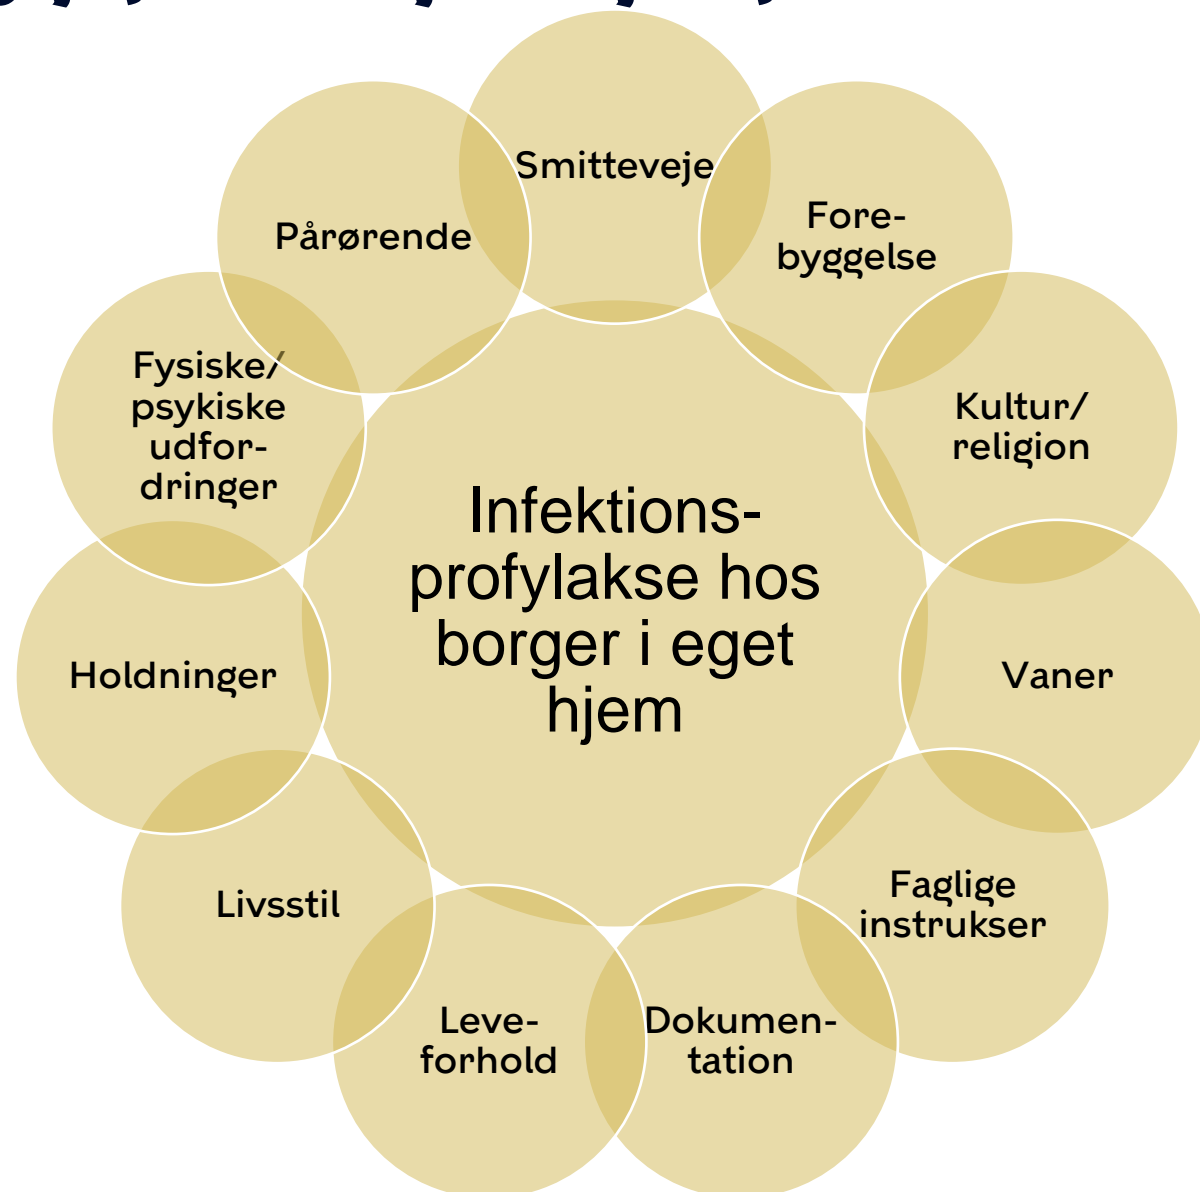 Smitteveje
Fore-
byggelse
Kultur/
religion
Vaner
Faglige
instrukser
Dokumen-
tation
Leve-
forhold
Livsstil
Holdninger
Fysiske/
psykiske
udfor-
dringer
Pårørende
Infektions-
profylakse hos
borger i eget
hjem